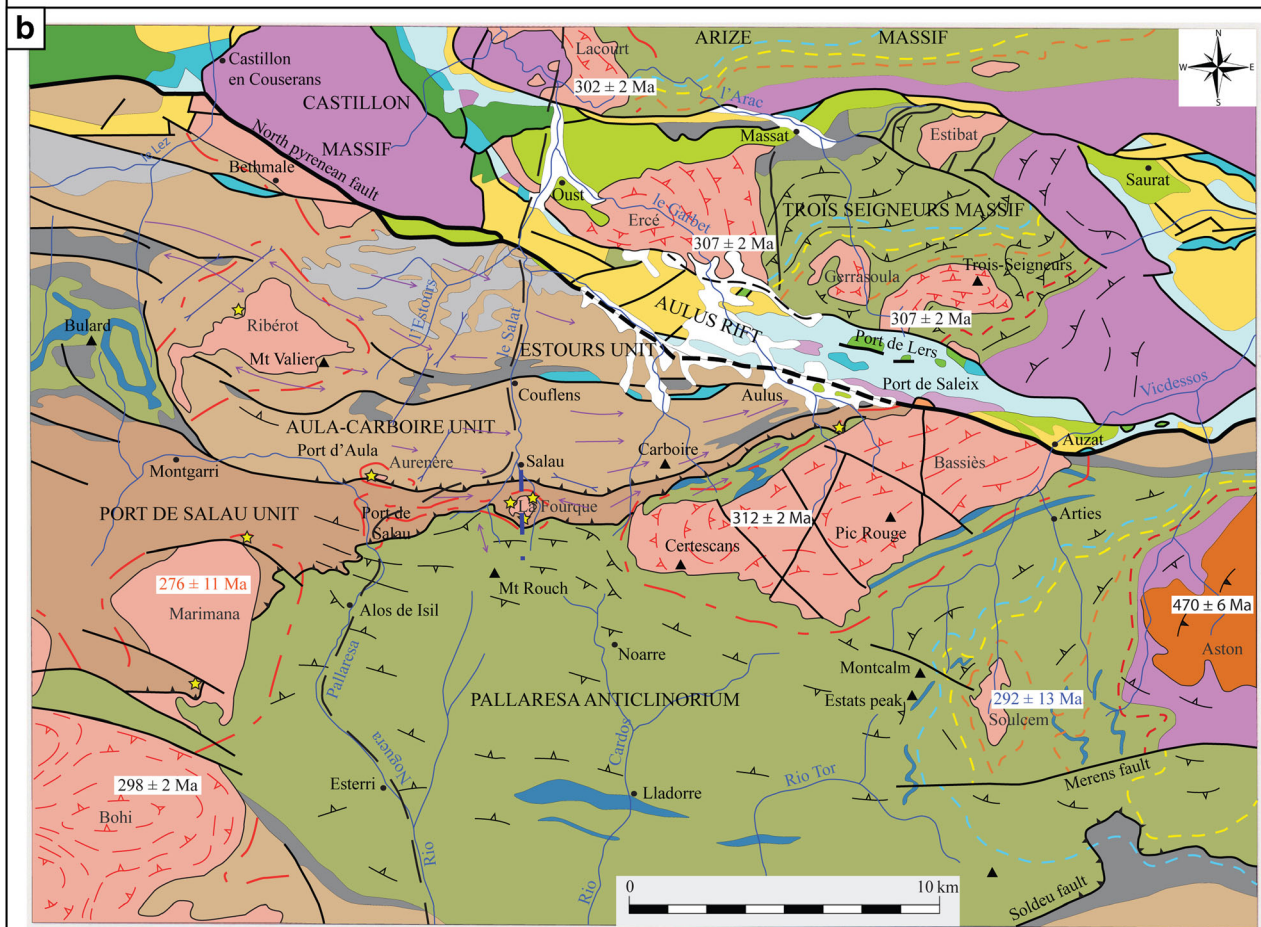 b
Lacourt
ARIZE MASSIF
N
W E
S
Castillon
en Couserans
302 ± 2 Ma
l'Arac
CASTILLON
MASSIF
Massat
Estibat
le Lez
North pyrenean fault
Bethmale
Oust
Saurat
le Garbet
TROIS SEIGNEURS MASSIF
Ercé
307 ± 2 Ma
Gerrasoula
Trois-Seigneurs
Bulard
Ribérot
l'Estours
le Salat
AULUS RIFT
307 ± 2 Ma
Mt Valier
ESTOURS UNIT
Port de Lers
Port de Saleix
Couflens
Aulus
Vicdessos
AULA-CARBOIRE UNIT
Port d'Aula
Carboire
Auzat
Montgarri
Aurenère
Salau
Bassiès
La Fourque
PORT DE SALAU UNIT
Port de
Salau
312 ± 2 Ma
Pic Rouge
Arties
Certescans
276 ± 11 Ma
Mt Rouch
Marimana
Alos de Isil
470 ± 6 Ma
Noarre
Aston
Pallaresa
Montcalm
PALLARESA ANTICLINORIUM
Estats peak
292 ± 13 Ma
Soulcem
298 ± 2 Ma
Noguera
Cardos
Rio Tor
Merens fault
Esterri
Lladorre
Bohi
Rio
Rio
0 10 km
Soldeu fault